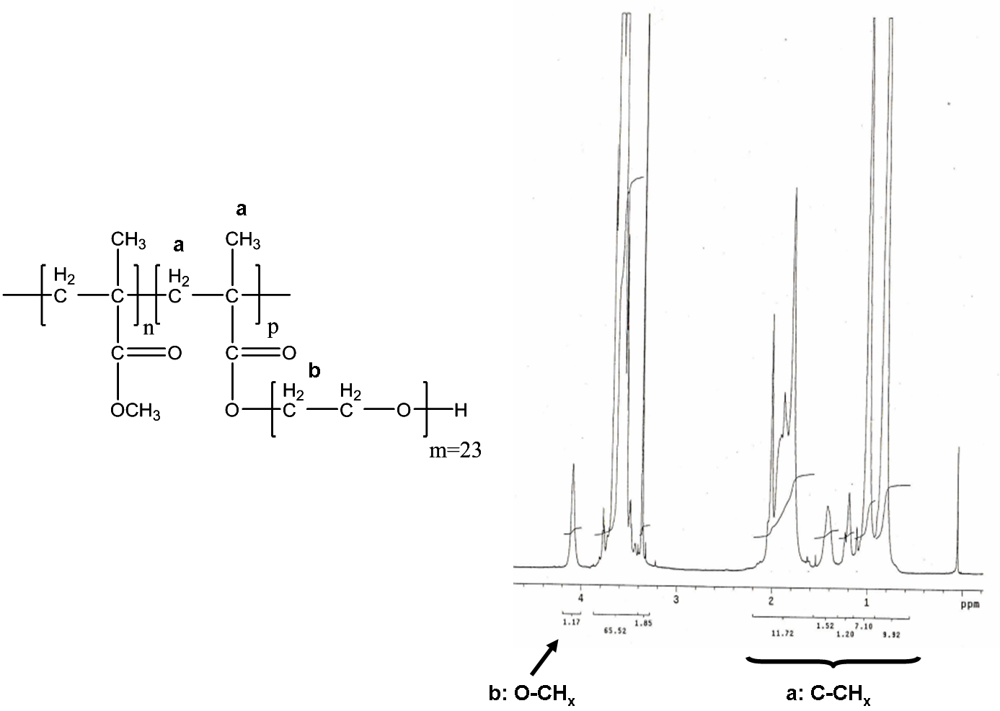 a
CH3
a
CH3
H2
C
C
H2
C
C
n
p
C
O
C
O
b
OCH3
O
H2
C
H2
C
O
H
m=23
4
3
2
1
ppm
1.17
65.52
1.85
11.72
1.52
1.20
7.10
9.92
b: O-CHx
a: C-CHx